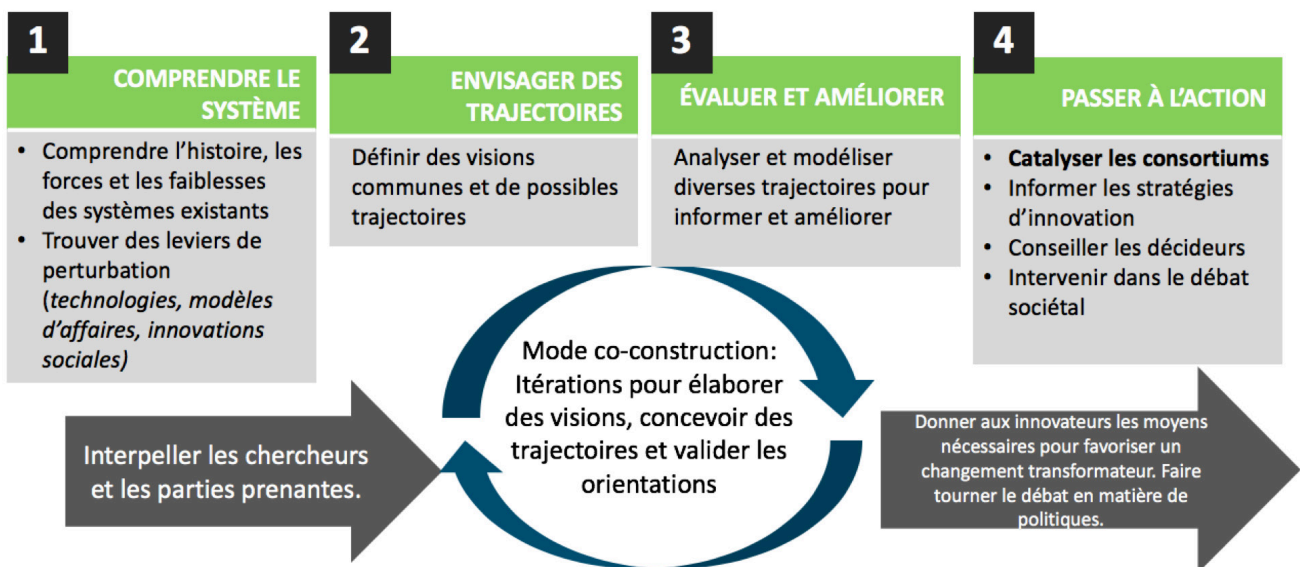 1
COMPRENDRE LE
SYSTÈME
• Comprendre l’histoire, les
forces et les faiblesses
des systèmes existants
• Trouver des leviers de
perturbation
(technologies, modèles
d’affaires, innovations
sociales)
2
ENVISAGER DES
TRAJECTOIRES
Définir des visions
communes et de possibles
trajectoires
3
ÉVALUER ET AMÉLIORER
Analyser et modéliser
diverses trajectoires pour
informer et améliorer
4
PASSER À L’ACTION
• Catalyser les consortiums
• Informer les stratégies
d’innovation
• Conseiller les décideurs
• Intervenir dans le débat
sociétal
Interpeller les chercheurs
et les parties prenantes.
Mode co-construction:
Itérations pour élaborer
des visions, concevoir des
trajectoires et valider les
orientations
Donner aux innovateurs les moyens
nécessaires pour favoriser un
changement transformateur. Faire
tourner le débat en matière de
politiques.